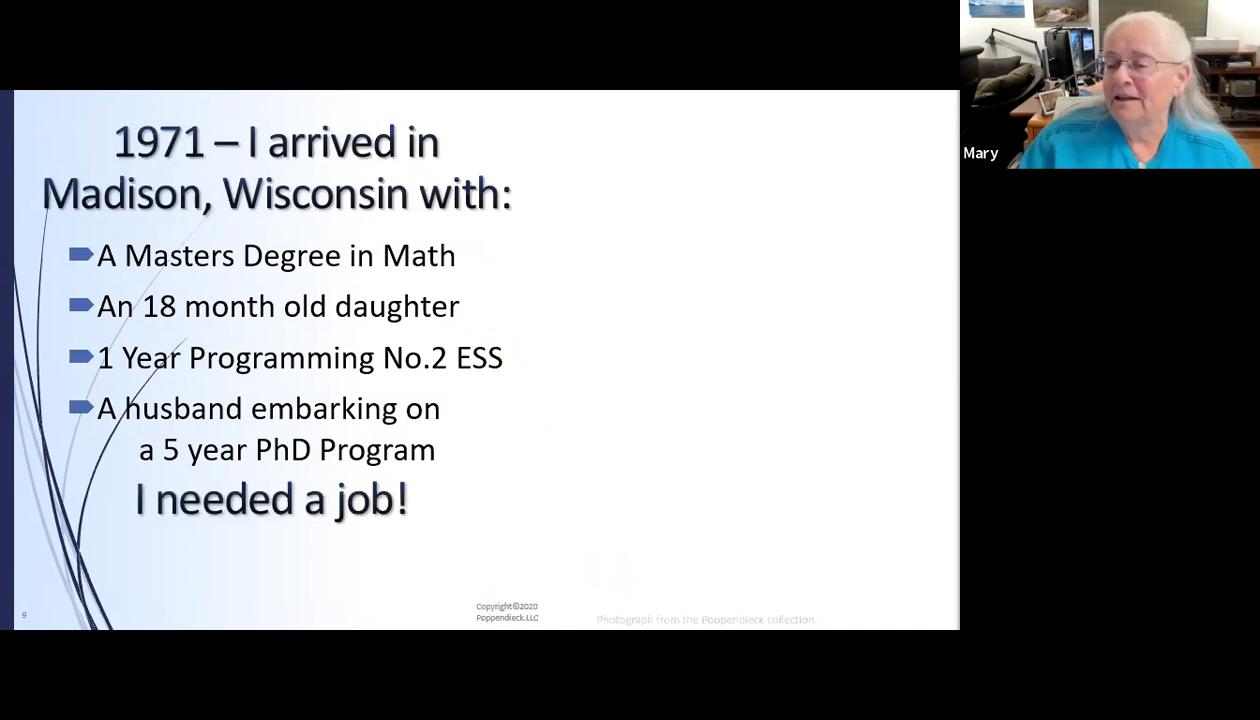 1971 – I arrived in
Madison, Wisconsin with:
A Masters Degree in Math
An 18 month old daughter
1 Year Programming No.2 ESS
A husband embarking on
a 5 year PhD Program
I needed a job!
9
Copyright©2020
Poppendieck.LLC
Photograph from the Poppendieck collection.
Mary